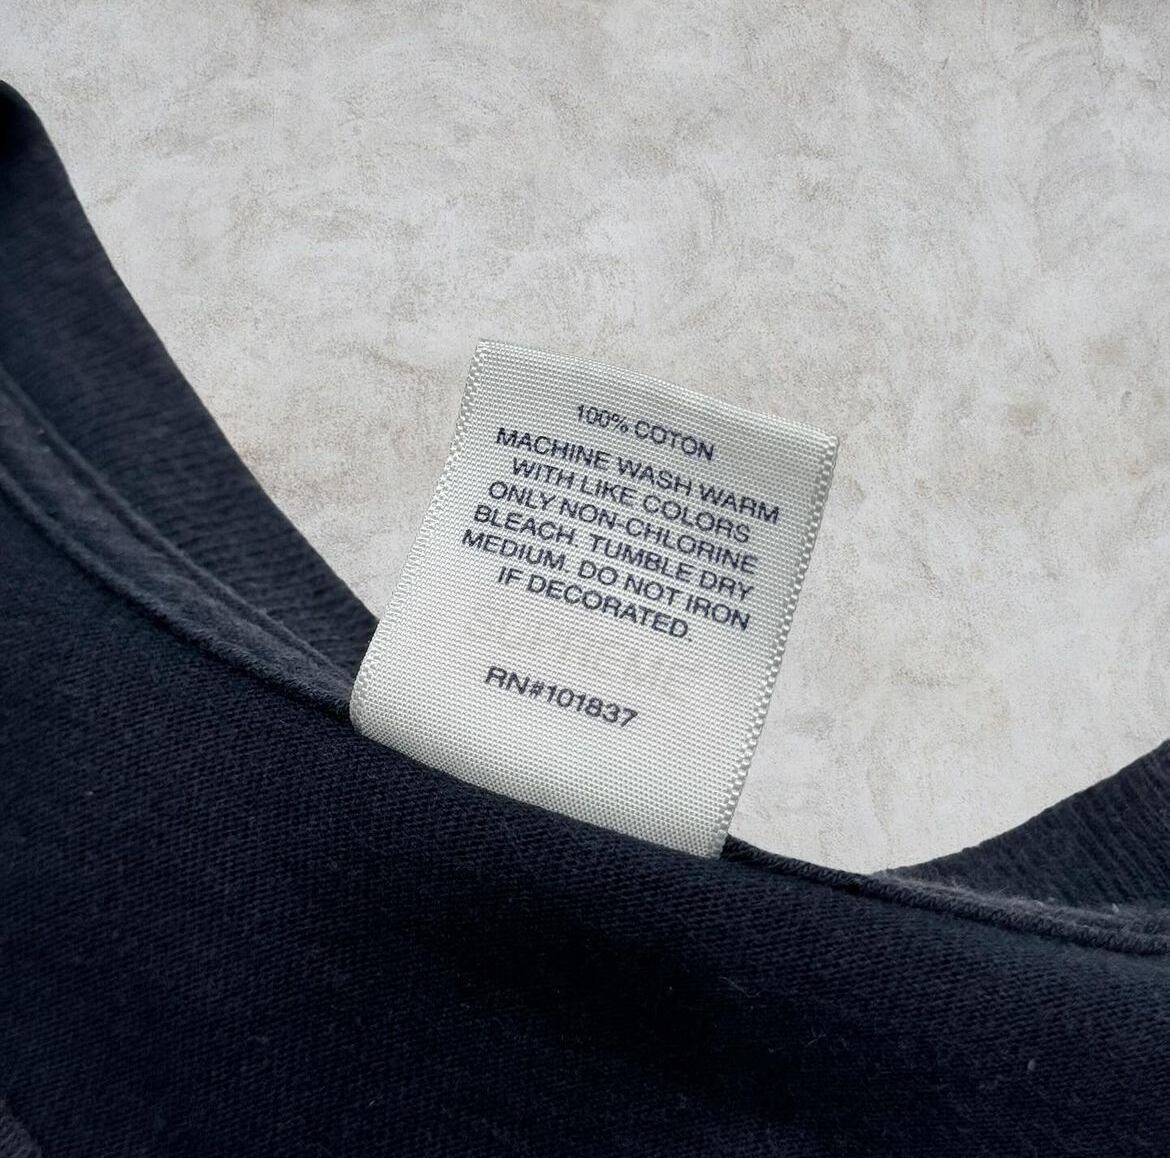 100% COTON
MACHINE WASH WARM
WITH LIKE COLORS
ONLY NON-CHLORINE
BLEACH. TUMBLE DRY
MEDIUM. DO NOT IRON
IF DECORATED.
RN#101837